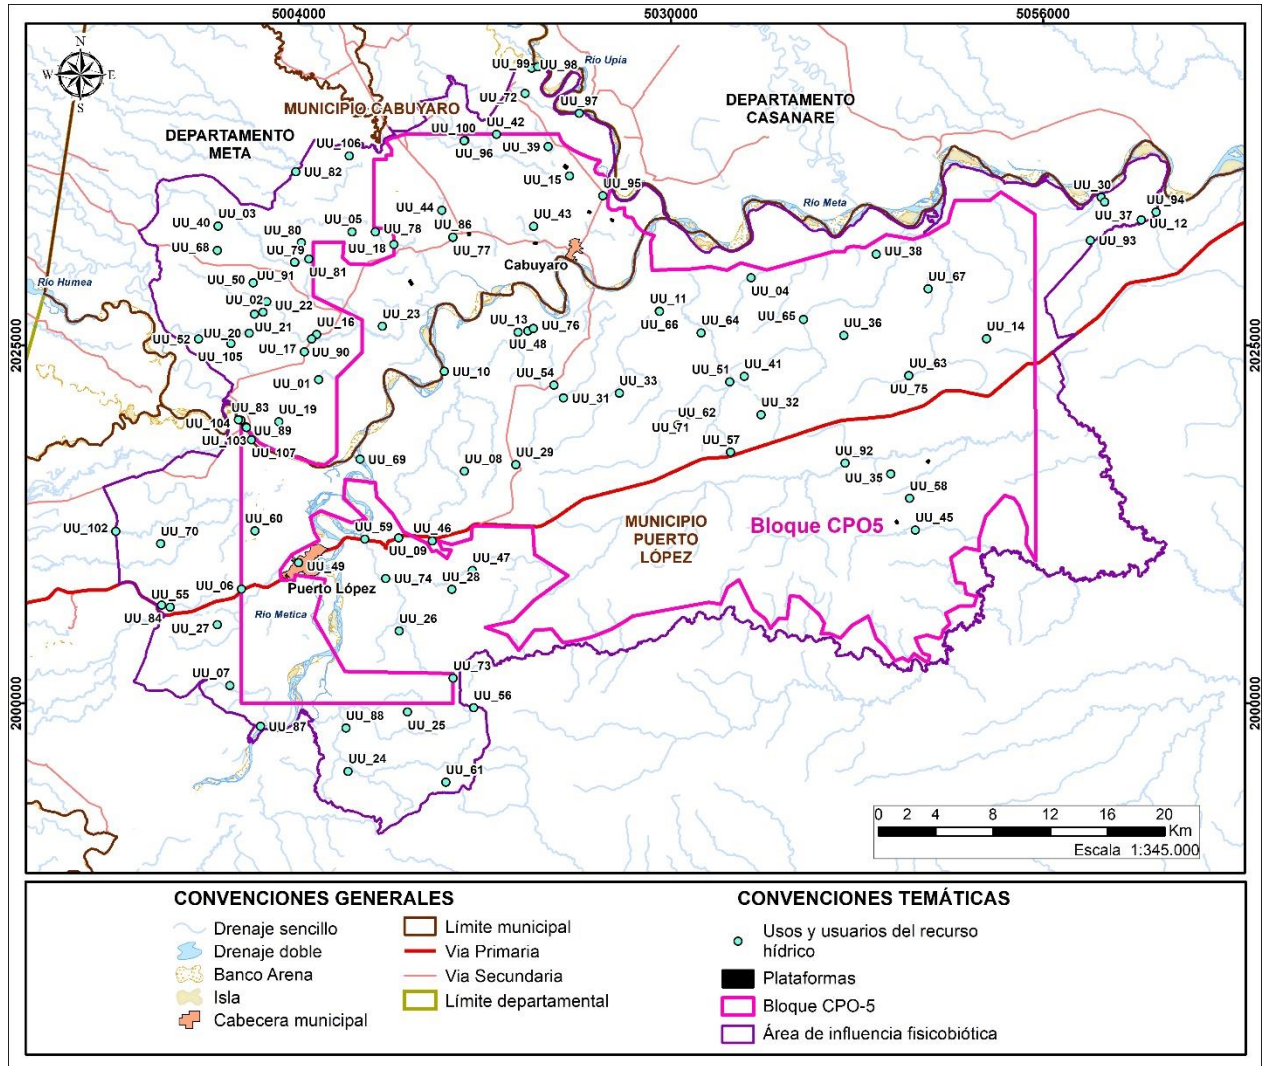 5004000
5030000
5056000
UU_99
UU_98
Río Upia
N
W
E
S
UU_72
UU_97
MUNICIPIO CABUYARO
DEPARTAMENTO
CASANARE
DEPARTAMENTO
META
UU_100
UU_42
UU_96
UU_39
UU_106
UU_82
UU_15
UU_95
UU_30
UU_94
UU_37
UU_12
UU_93
Río Meta
UU_03
UU_40
UU_05
UU_44
UU_86
UU_43
UU_80
UU_78
UU_18
UU_77
UU_68
UU_79
UU_81
Cabuyaro
UU_38
UU_67
UU_04
Río Humea
UU_50
UU_91
UU_02
UU_22
UU_11
UU_66
UU_64
UU_65
UU_36
UU_14
UU_20
UU_21
UU_16
UU_23
UU_13
UU_76
UU_48
UU_52
UU_105
UU_17
UU_90
2025000
2025000
UU_10
UU_54
UU_33
UU_31
UU_51
UU_41
UU_63
UU_75
UU_01
UU_83
UU_19
UU_104
UU_89
UU_103
UU_107
UU_62
UU_71
UU_32
UU_57
UU_92
UU_35
UU_58
UU_45
UU_69
UU_08
UU_29
UU_102
UU_70
UU_60
UU_59
UU_46
UU_09
MUNICIPIO
PUERTO
LÓPEZ
Bloque CPO5
UU_49
UU_47
UU_74
UU_28
UU_06
Puerto López
UU_55
UU_84
UU_27
Río Metica
UU_26
UU_07
UU_73
UU_56
2000000
2000000
UU_87
UU_88
UU_25
UU_24
UU_61
0 2 4 8 12 16 20
Km
Escala 1:345.000
CONVENCIONES GENERALES
Drenaje sencillo
Drenaje doble
Banco Arena
Isla
Cabecera municipal
Límite municipal
Via Primaria
Via Secundaria
Límite departamental
CONVENCIONES TEMÁTICAS
Usos y usuarios del recurso
hídrico
Plataformas
Bloque CPO-5
Área de influencia fisicobiótica